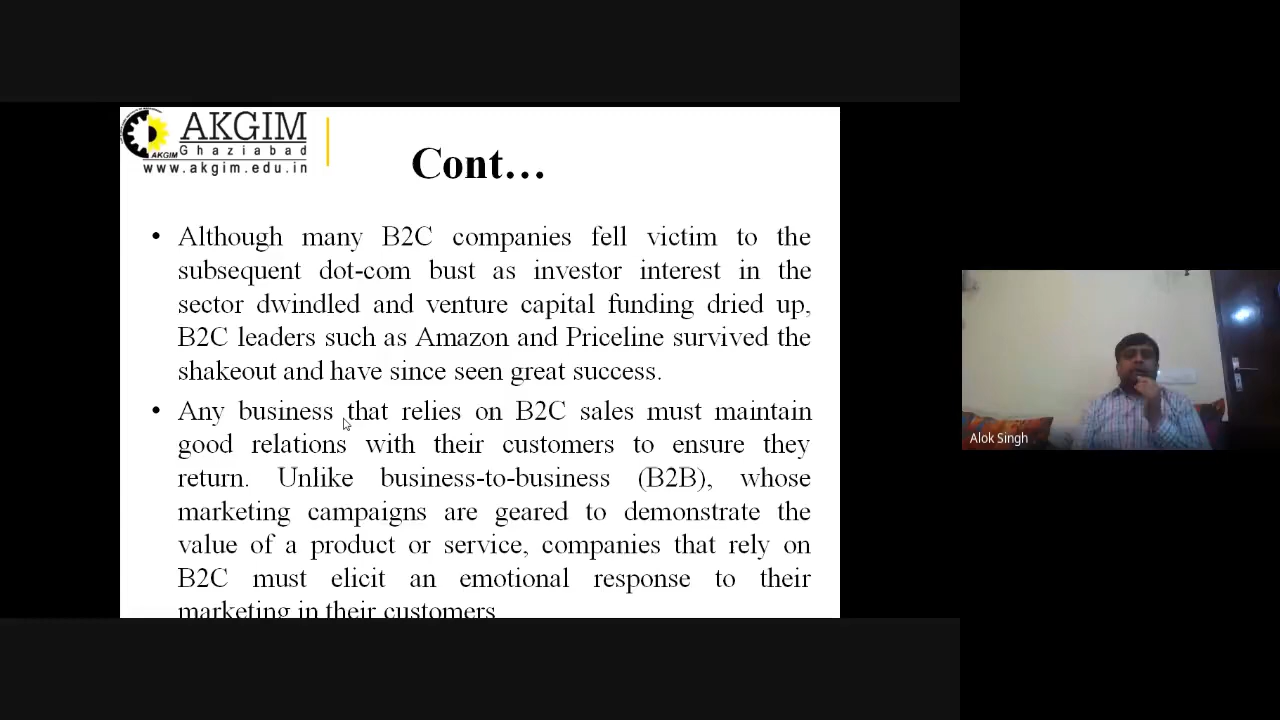 AKGIM
Ghaziabad
AKGIM
www.akgim.edu.in
Cont...
• Although many B2C companies fell victim to the
subsequent dot-com bust as investor interest in the
sector dwindled and venture capital funding dried up,
B2C leaders such as Amazon and Priceline survived the
shakeout and have since seen great success.
• Any business that relies on B2C sales must maintain
good relations with their customers to ensure they
return. Unlike business-to-business (B2B), whose
marketing campaigns are geared to demonstrate the
value of a product or service, companies that rely on
B2C must elicit an emotional response to their
marketing in their customers.
Alok Singh